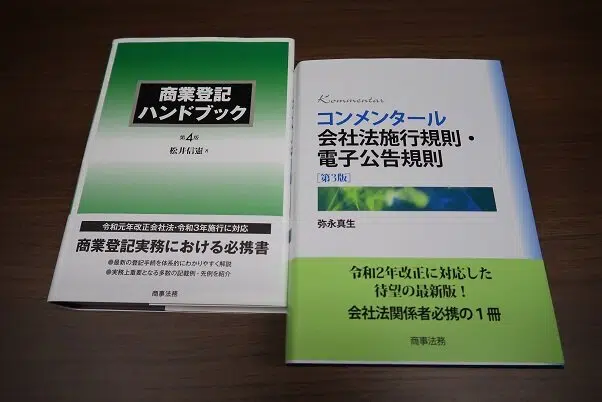 商業登記
ハンドブック
第4版
松井信憲 著
令和元年改正会社法・令和3年施行に対応
商業登記実務における必携書
●最新の登記手続を体系的にわかりやすく解説
●実務上重要となる多数の記載例・先例を紹介
商事法務
Kommentar
コンメンタール
会社法施行規則・
電子公告規則
[第3版]
弥永真生
令和2年改正に対応した
待望の最新版！
会社法関係者必携の1冊
商事法務